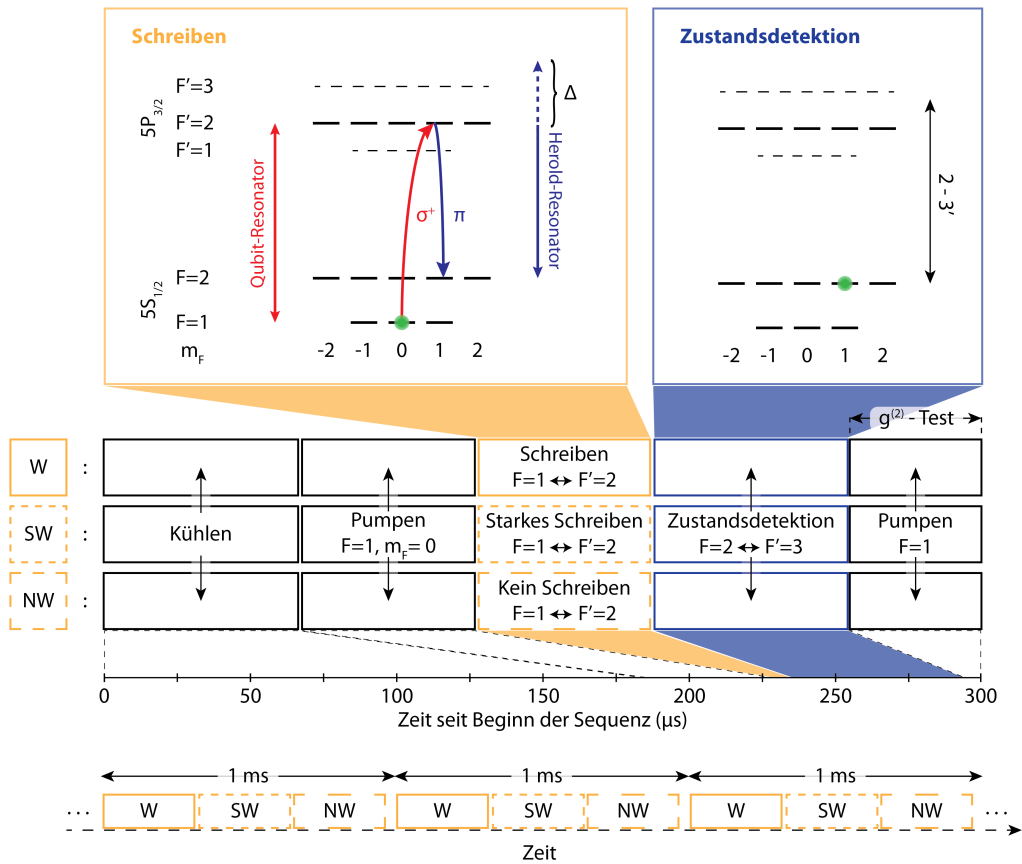 Schreiben
Zustandsdetektion
F'=3
F'=2
F'=1
5P3/2
Qubit-Resonator
σ+
π
Δ
Herold-Resonator
F=2
F=1
5S1/2
mF
-2 -1 0 1 2
2 - 3'
-2 -1 0 1 2
g(2) - Test
W :
Schreiben
F=1 ↔ F'=2
SW :
Kühlen
Pumpen
F=1, mF= 0
Starkes Schreiben
F=1 ↔ F'=2
Zustandsdetektion
F=2 ↔ F'=3
Pumpen
F=1
NW :
Kein Schreiben
F=1 ↔ F'=2
0 50 100 150 200 250 300
Zeit seit Beginn der Sequenz (μs)
1 ms 1 ms 1 ms
... W SW NW W SW NW W SW NW ...
Zeit